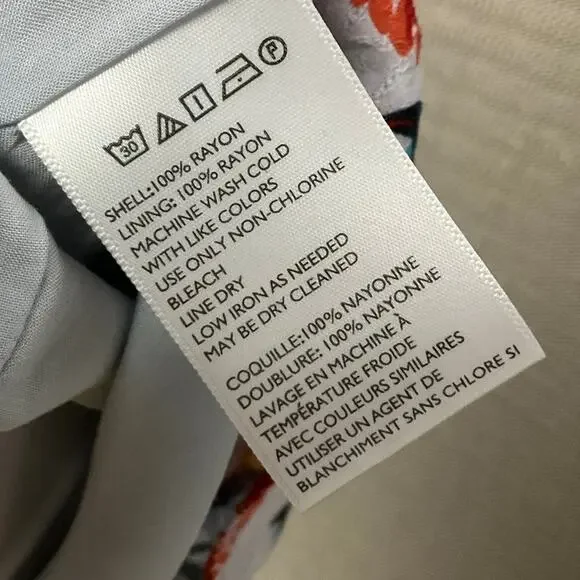 30 P
SHELL:100% RAYON
LINING: 100% RAYON
MACHINE WASH COLD
WITH LIKE COLORS
USE ONLY NON-CHLORINE
BLEACH
LINE DRY
LOW IRON AS NEEDED
MAY BE DRY CLEANED
COQUILLE:100% NAYONNE
DOUBLURE: 100% NAYONNE
LAVAGE EN MACHINE À
TEMPÉRATURE FROIDE
AVEC COULEURS SIMILAIRES
UTILISER UN AGENT DE
BLANCHIMENT SANS CHLORE SI